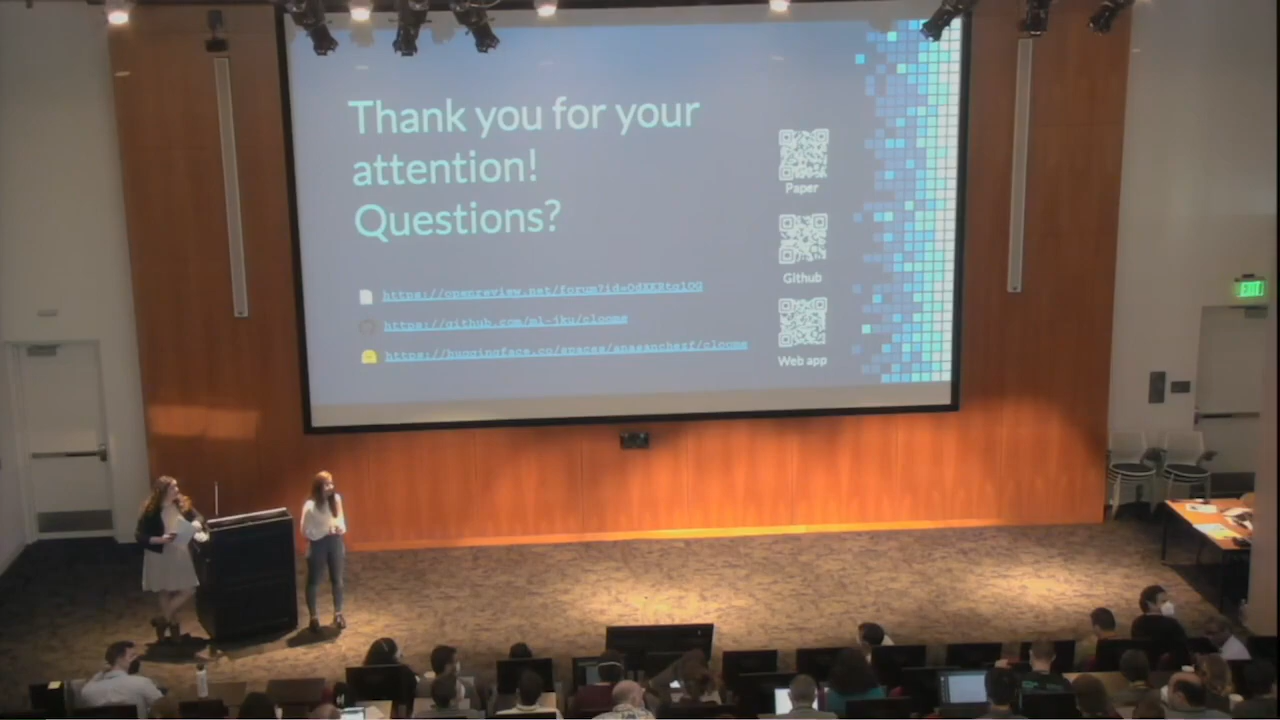 Thank you for your
attention!
Questions?
Paper
Github
https://github.com/ml-jku/cloome
https://huggingface.co/spaces/anasanchezf/cloome
Web app